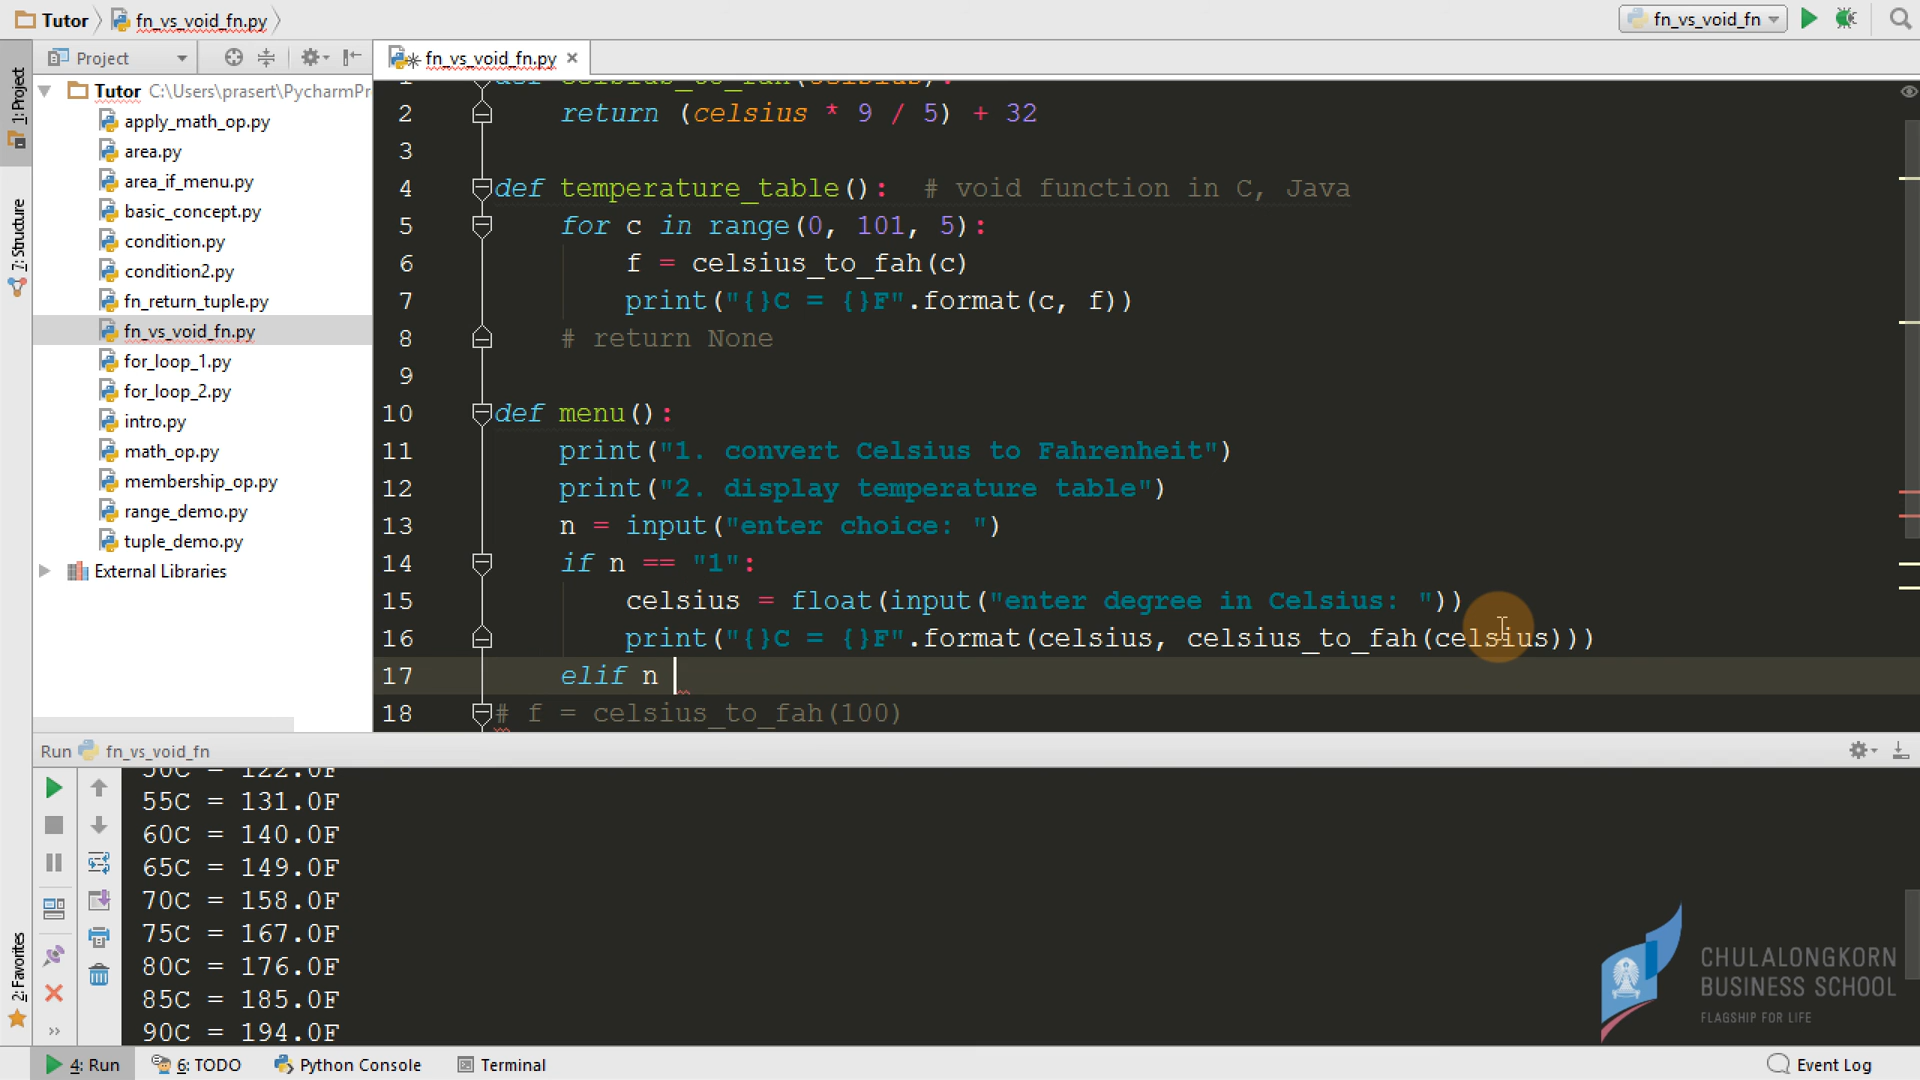 Tutor fn_vs_void_fn.py fn_vs_void_fn
Project fn_vs_void_fn.py
Tutor C:\Users\prasert\PycharmPr
apply_math_op.py
area.py
area_if_menu.py
basic_concept.py
condition.py
condition2.py
fn_return_tuple.py
fn_vs_void_fn.py
for_loop_1.py
for_loop_2.py
intro.py
math_op.py
membership_op.py
range_demo.py
tuple_demo.py
External Libraries
1: Project
7: Structure
2: Favorites
2 return (celsius * 9 / 5) + 32
3
4 def temperature_table(): # void function in C, Java
5 for c in range(0, 101, 5):
6 f = celsius_to_fah(c)
7 print("{}C = {}F".format(c, f))
8 # return None
9
10 def menu():
11 print("1. convert Celsius to Fahrenheit")
12 print("2. display temperature table")
13 n = input("enter choice: ")
14 if n == "1":
15 celsius = float(input("enter degree in Celsius: "))
16 print("{}C = {}F".format(celsius, celsius_to_fah(celsius)))
17 elif n
18 # f = celsius_to_fah(100)
Run fn_vs_void_fn
50C = 122.0F
55C = 131.0F
60C = 140.0F
65C = 149.0F
70C = 158.0F
75C = 167.0F
80C = 176.0F
85C = 185.0F
90C = 194.0F
CHULALONGKORN
BUSINESS SCHOOL
FLAGSHIP FOR LIFE
4: Run 6: TODO Python Console Terminal Event Log